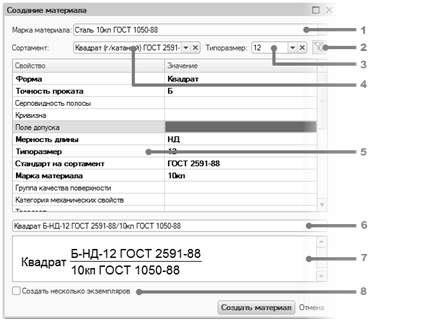 Создание материала
Марка материала: Сталь 10кп ГОСТ 1050-88
1
Сортамент: Квадрат (г/катаный) ГОСТ 2591- Типоразмер: 12
2
3
Свойство Значение
4
Форма Квадрат
Точность проката Б
Серповидность полосы
Кривизна
Поле допуска
Мерность длины НД
Типоразмер 12
5
Стандарт на сортамент ГОСТ 2591-88
Марка материала 10кп
Группа качества поверхности
Категория механических свойств
Квадрат Б-НД-12 ГОСТ 2591-88/10кп ГОСТ 1050-88
6
Квадрат Б-НД-12 ГОСТ 2591-88
10кп ГОСТ 1050-88
7
Создать несколько экземпляров
8
Создать материал Отмена